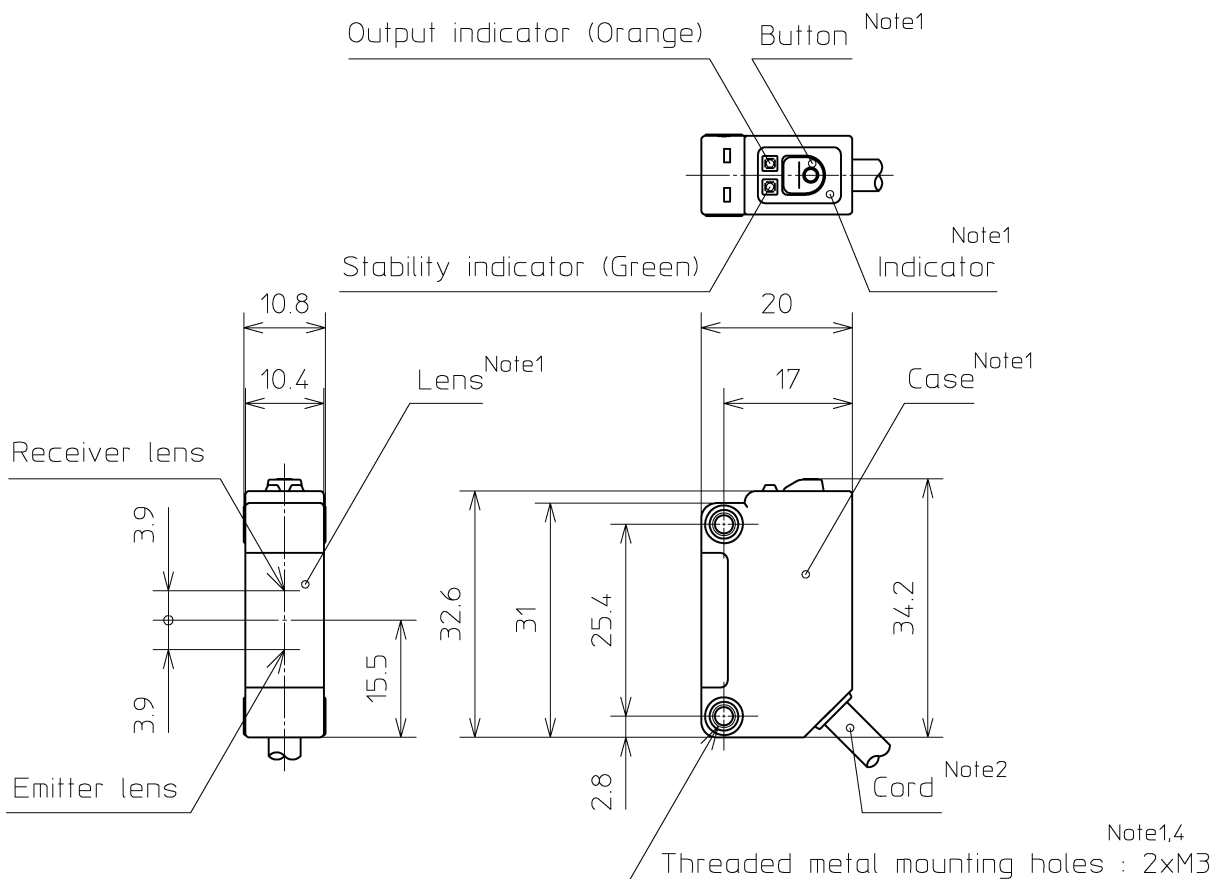 Output indicator (Orange)
Button Note1
Note1
Stability indicator (Green)
Indicator
10.8
20
10.4
Lens Note1
17
Case Note1
Receiver lens
3.9
32.6
31
25.4
34.2
15.5
3.9
2.8
Emitter lens
Cord Note2
Note1,4
Threaded metal mounting holes : 2xM3